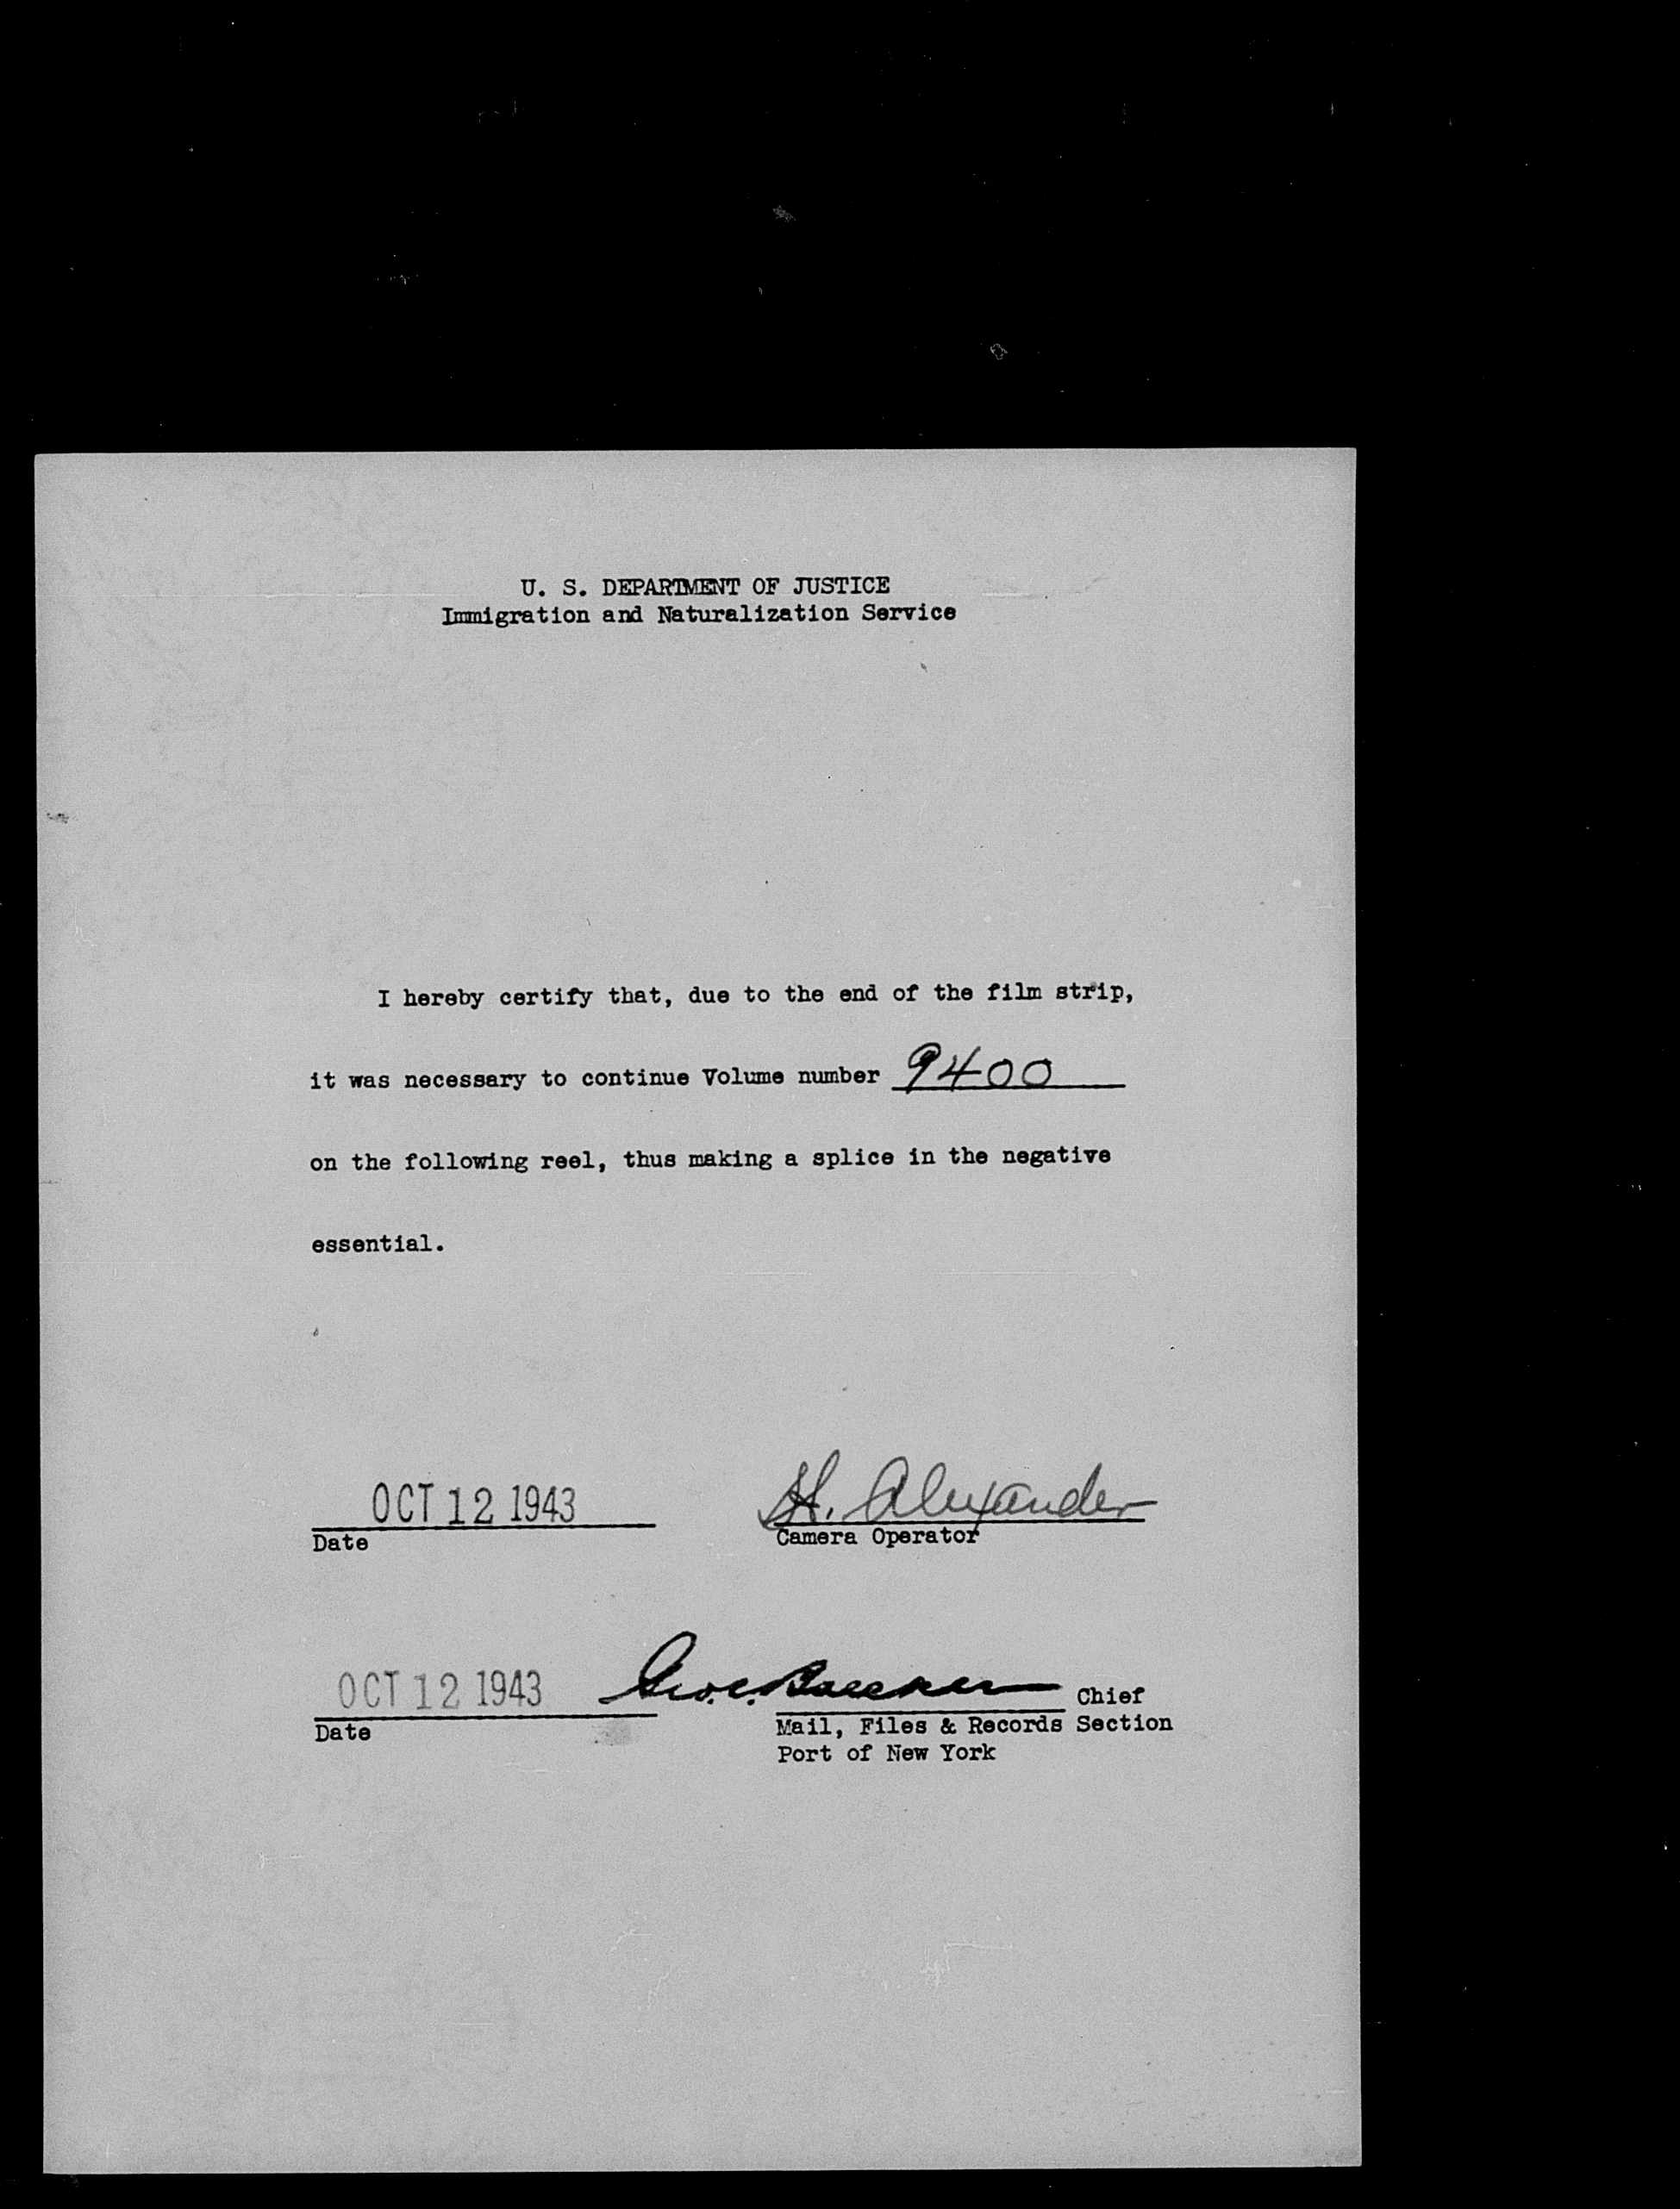 U. S. DEPARTMENT OF JUSTICE
Immigration and Naturalization Service
I hereby certify that, due to the end of the film strip,
it was necessary to continue Volume number 9400
on the following reel, thus making a splice in the negative
essential.
OCT 12 1943 H. Alexander
Date Camera Operator
OCT 12 1943 Chief
Date Mail, Files & Records Section
Port of New York